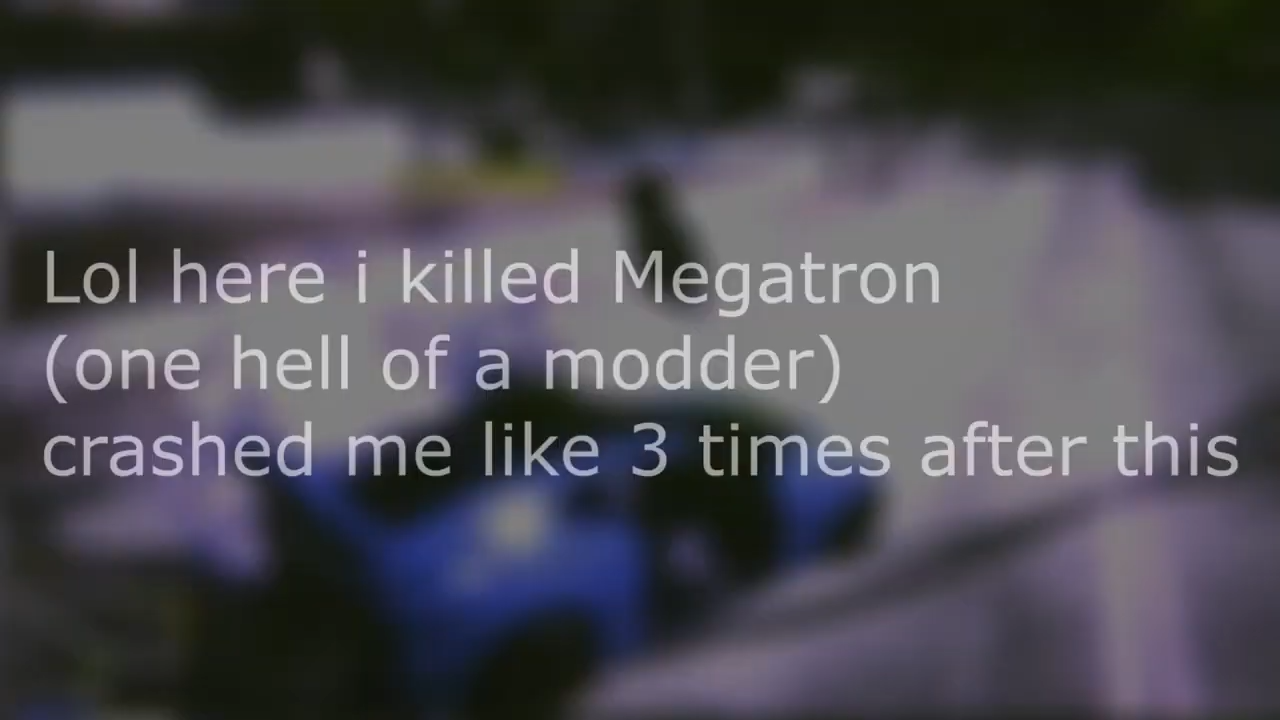 Lol here i killed Megatron
(one hell of a modder)
crashed me like 3 times after this